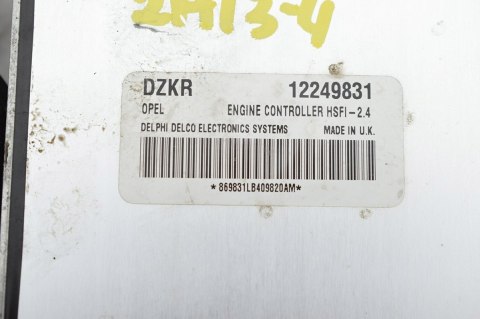 DZKR 12249831
OPEL ENGINE CONTROLLER HSFI-2.4
DELPHI DELCO ELECTRONICS SYSTEMS MADE IN U.K.
*869831LB409820AM*